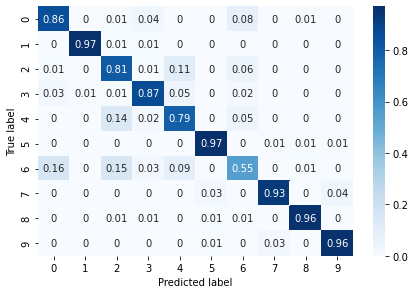 0 0.86 0 0.01 0.04 0 0 0.08 0 0.01 0
1 0 0.97 0.01 0.01 0 0 0 0 0 0
2 0.01 0 0.81 0.01 0.11 0 0.06 0 0 0
3 0.03 0.01 0.01 0.87 0.05 0 0.02 0 0 0
4 0 0 0.14 0.02 0.79 0 0.05 0 0 0
5 0 0 0 0 0 0.97 0 0.01 0.01 0.01
6 0.16 0 0.15 0.03 0.09 0 0.55 0 0.01 0
7 0 0 0 0 0 0.03 0 0.93 0 0.04
8 0 0 0.01 0.01 0 0.01 0.01 0 0.96 0
9 0 0 0 0 0 0.01 0 0.03 0 0.96
0 1 2 3 4 5 6 7 8 9
Predicted label
True label
0.8
0.6
0.4
0.2
0.0